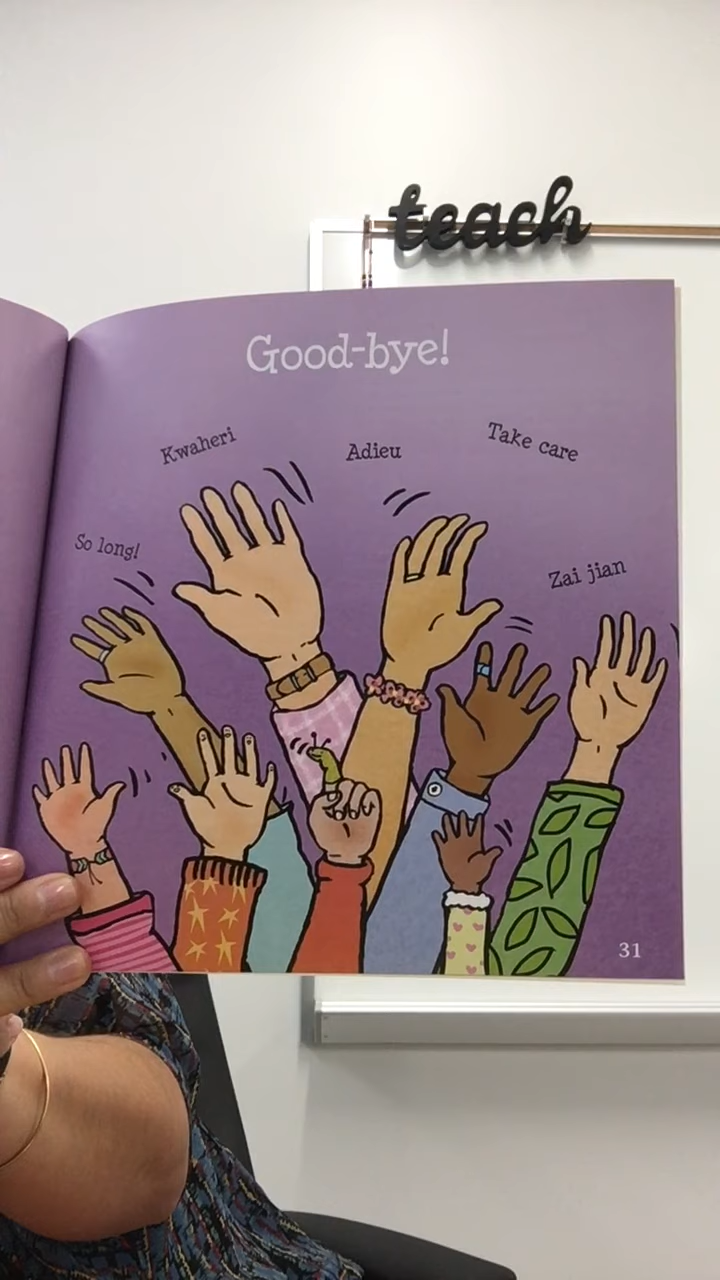 teach
Good-bye!
Kwaheri
Adieu
Take care
So long!
Zai jian
31